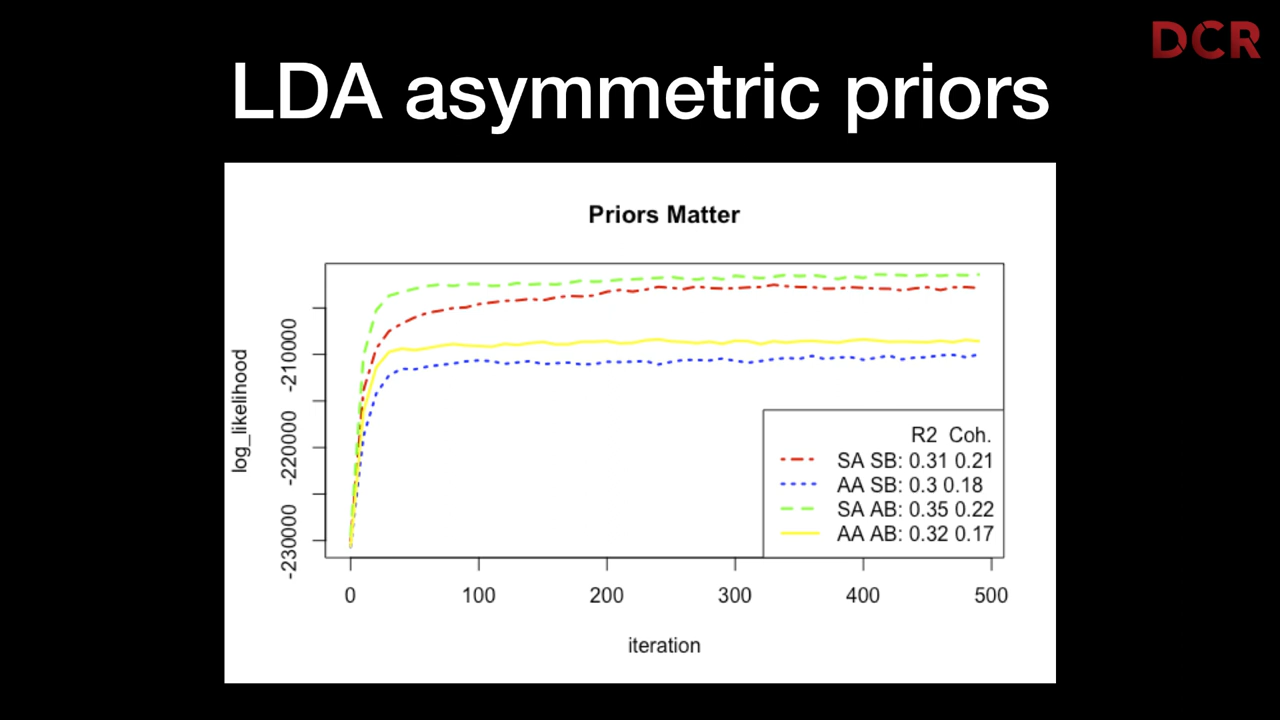 DCR
LDA asymmetric priors
Priors Matter
log_likelihood
-210000
-220000
-230000
R2 Coh.
SA SB: 0.31 0.21
AA SB: 0.3 0.18
SA AB: 0.35 0.22
AA AB: 0.32 0.17
0 100 200 300 400 500
iteration